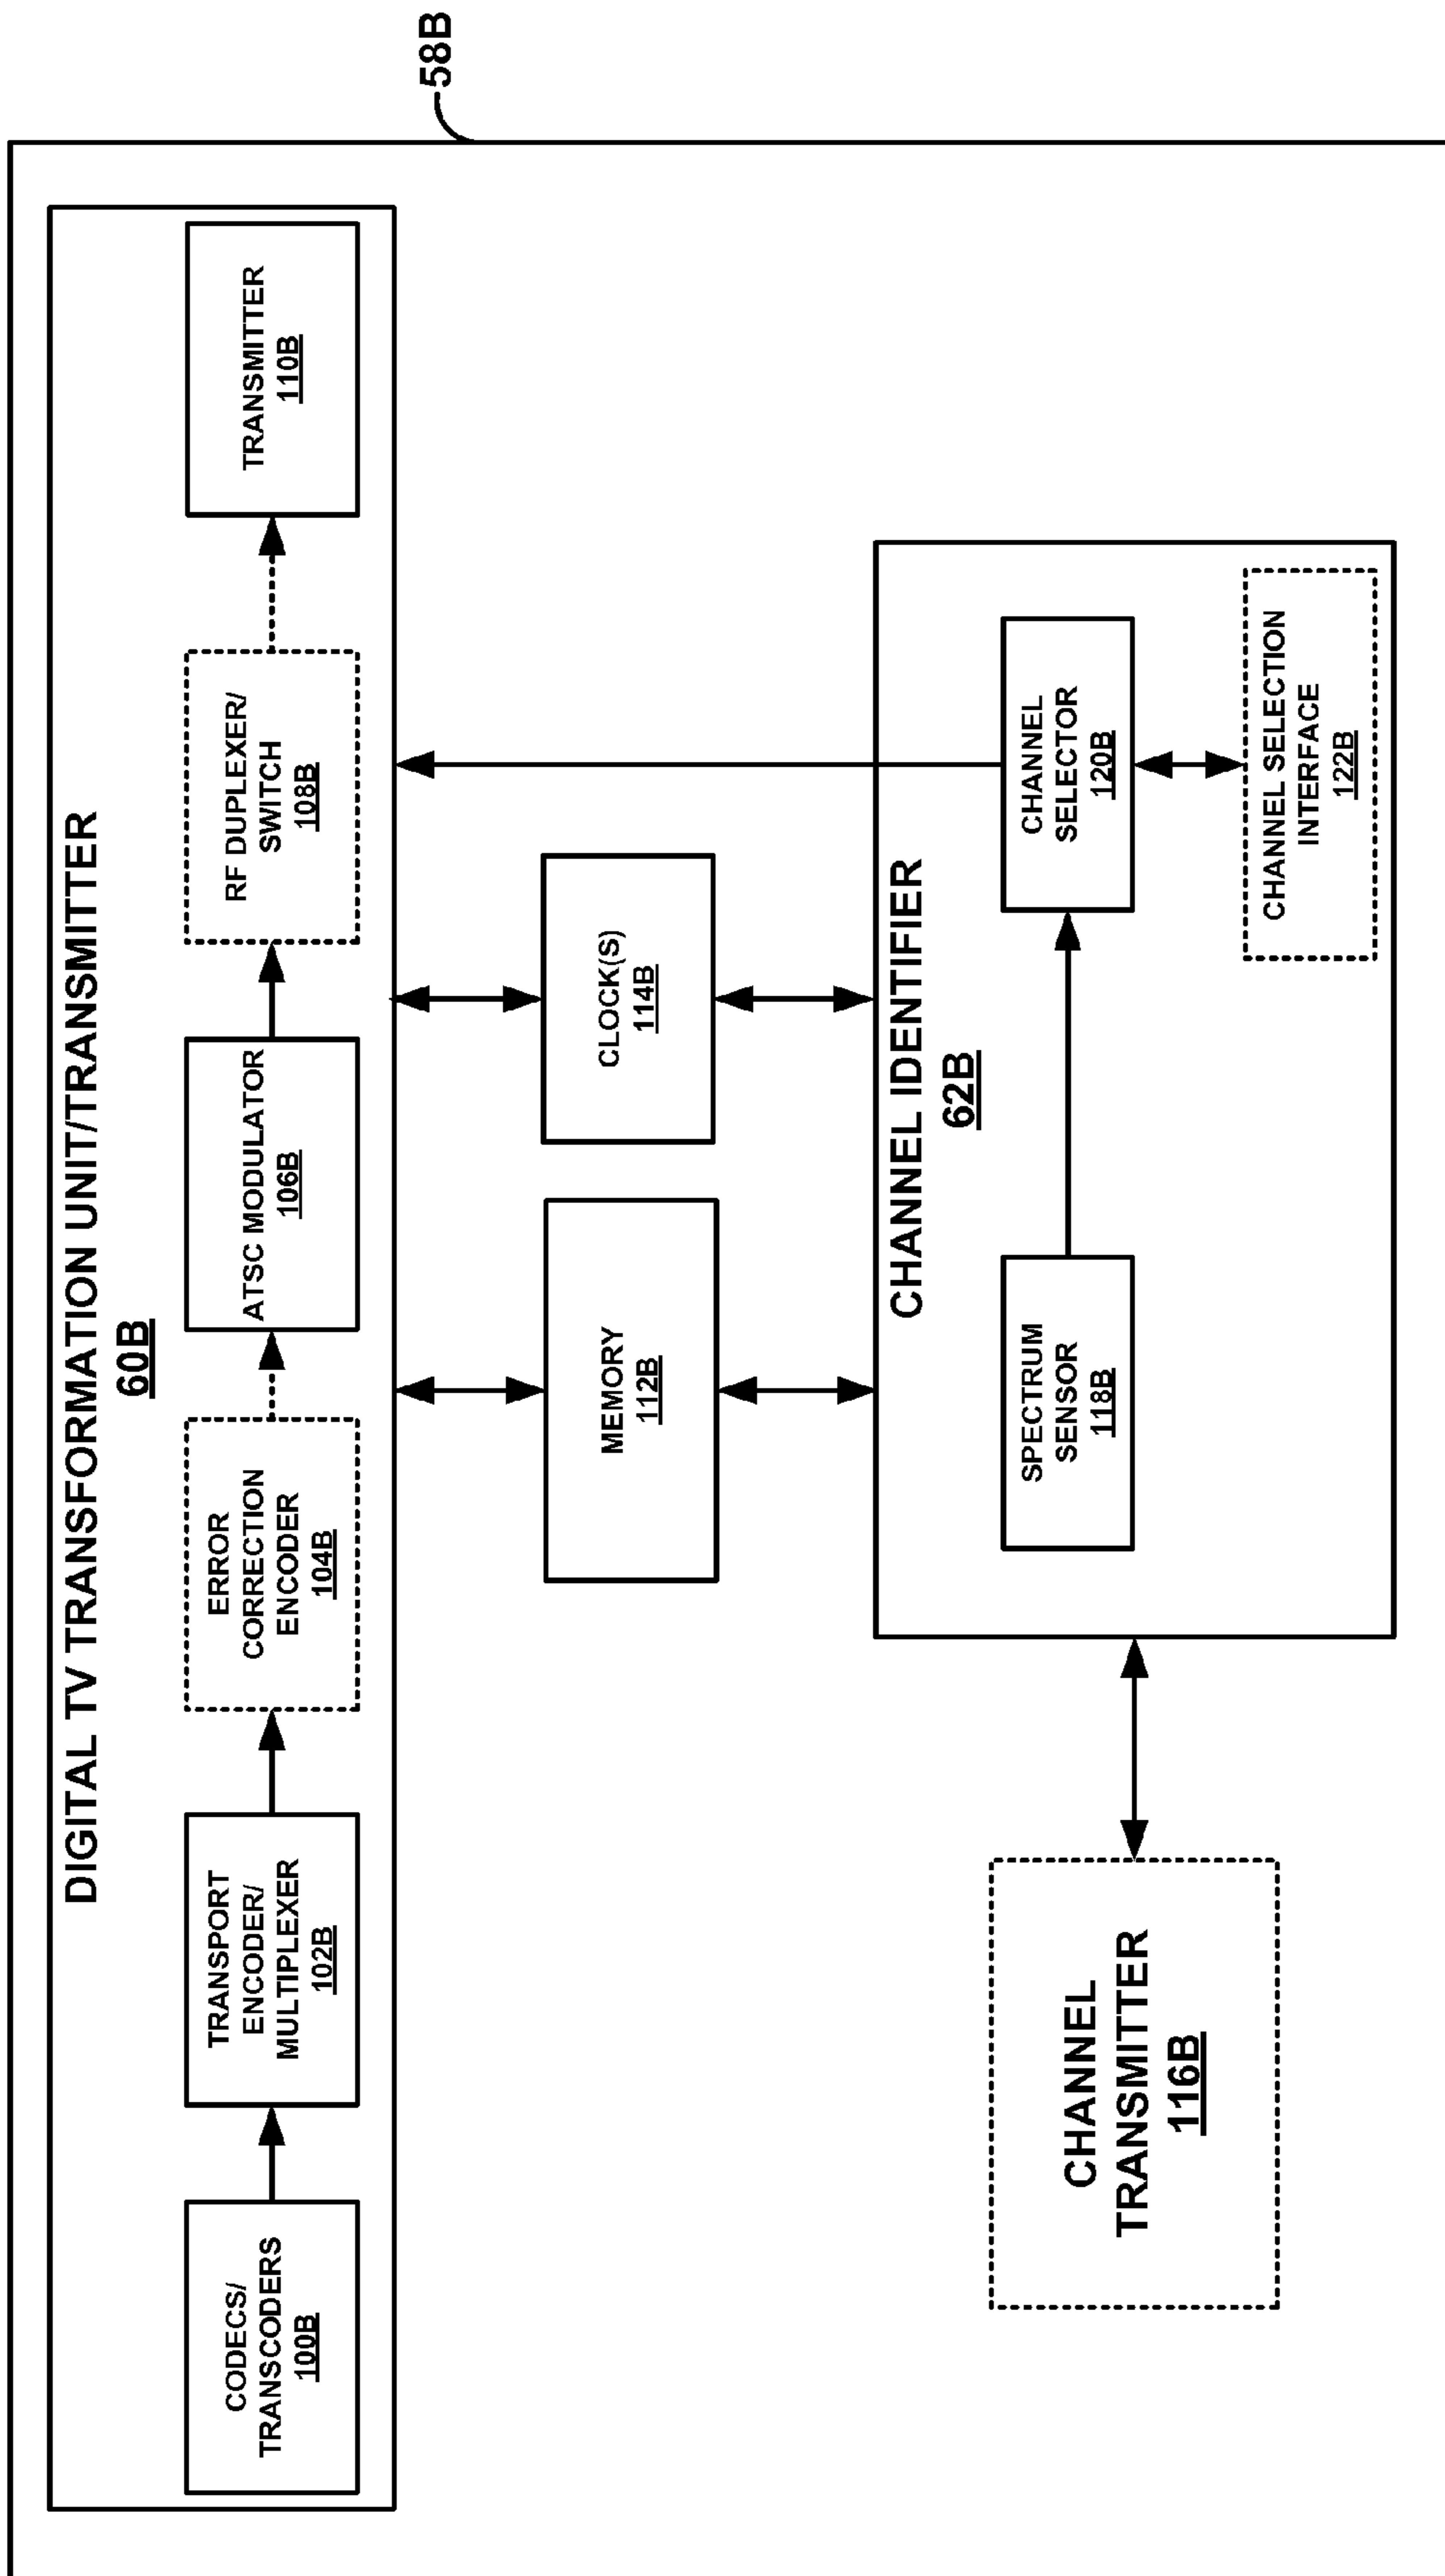 58B
DIGITAL TV TRANSFORMATION UNIT/TRANSMITTER
60B
CODECS/
TRANSCODERS
100B
TRANSPORT
ENCODER/
MULTIPLEXER
102B
ERROR
CORRECTION
ENCODER
104B
ATSC MODULATOR
106B
RF DUPLEXER/
SWITCH
108B
TRANSMITTER
110B
MEMORY
112B
CLOCK(S)
114B
CHANNEL IDENTIFIER
62B
SPECTRUM
SENSOR
118B
CHANNEL
SELECTOR
120B
CHANNEL SELECTION
INTERFACE
122B
CHANNEL
TRANSMITTER
116B